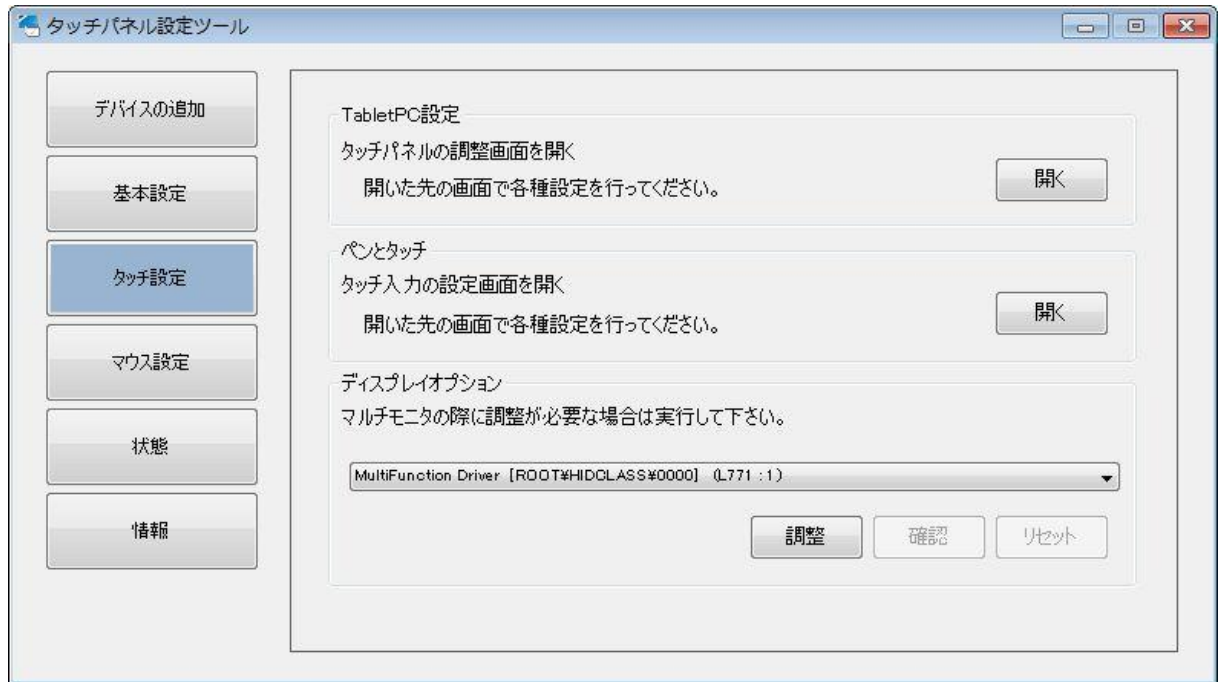 タッチパネル設定ツール
デバイスの追加
基本設定
タッチ設定
マウス設定
状態
情報
TabletPC設定
タッチパネルの調整画面を開く
開いた先の画面で各種設定を行ってください。
開く
ペンとタッチ
タッチ入力の設定画面を開く
開いた先の画面で各種設定を行ってください。
開く
ディスプレイオプション
マルチモニタの際に調整が必要な場合は実行して下さい。
MultiFunction Driver [ROOT¥HIDCLASS¥0000] (L771 : 1)
調整 確認 リセット